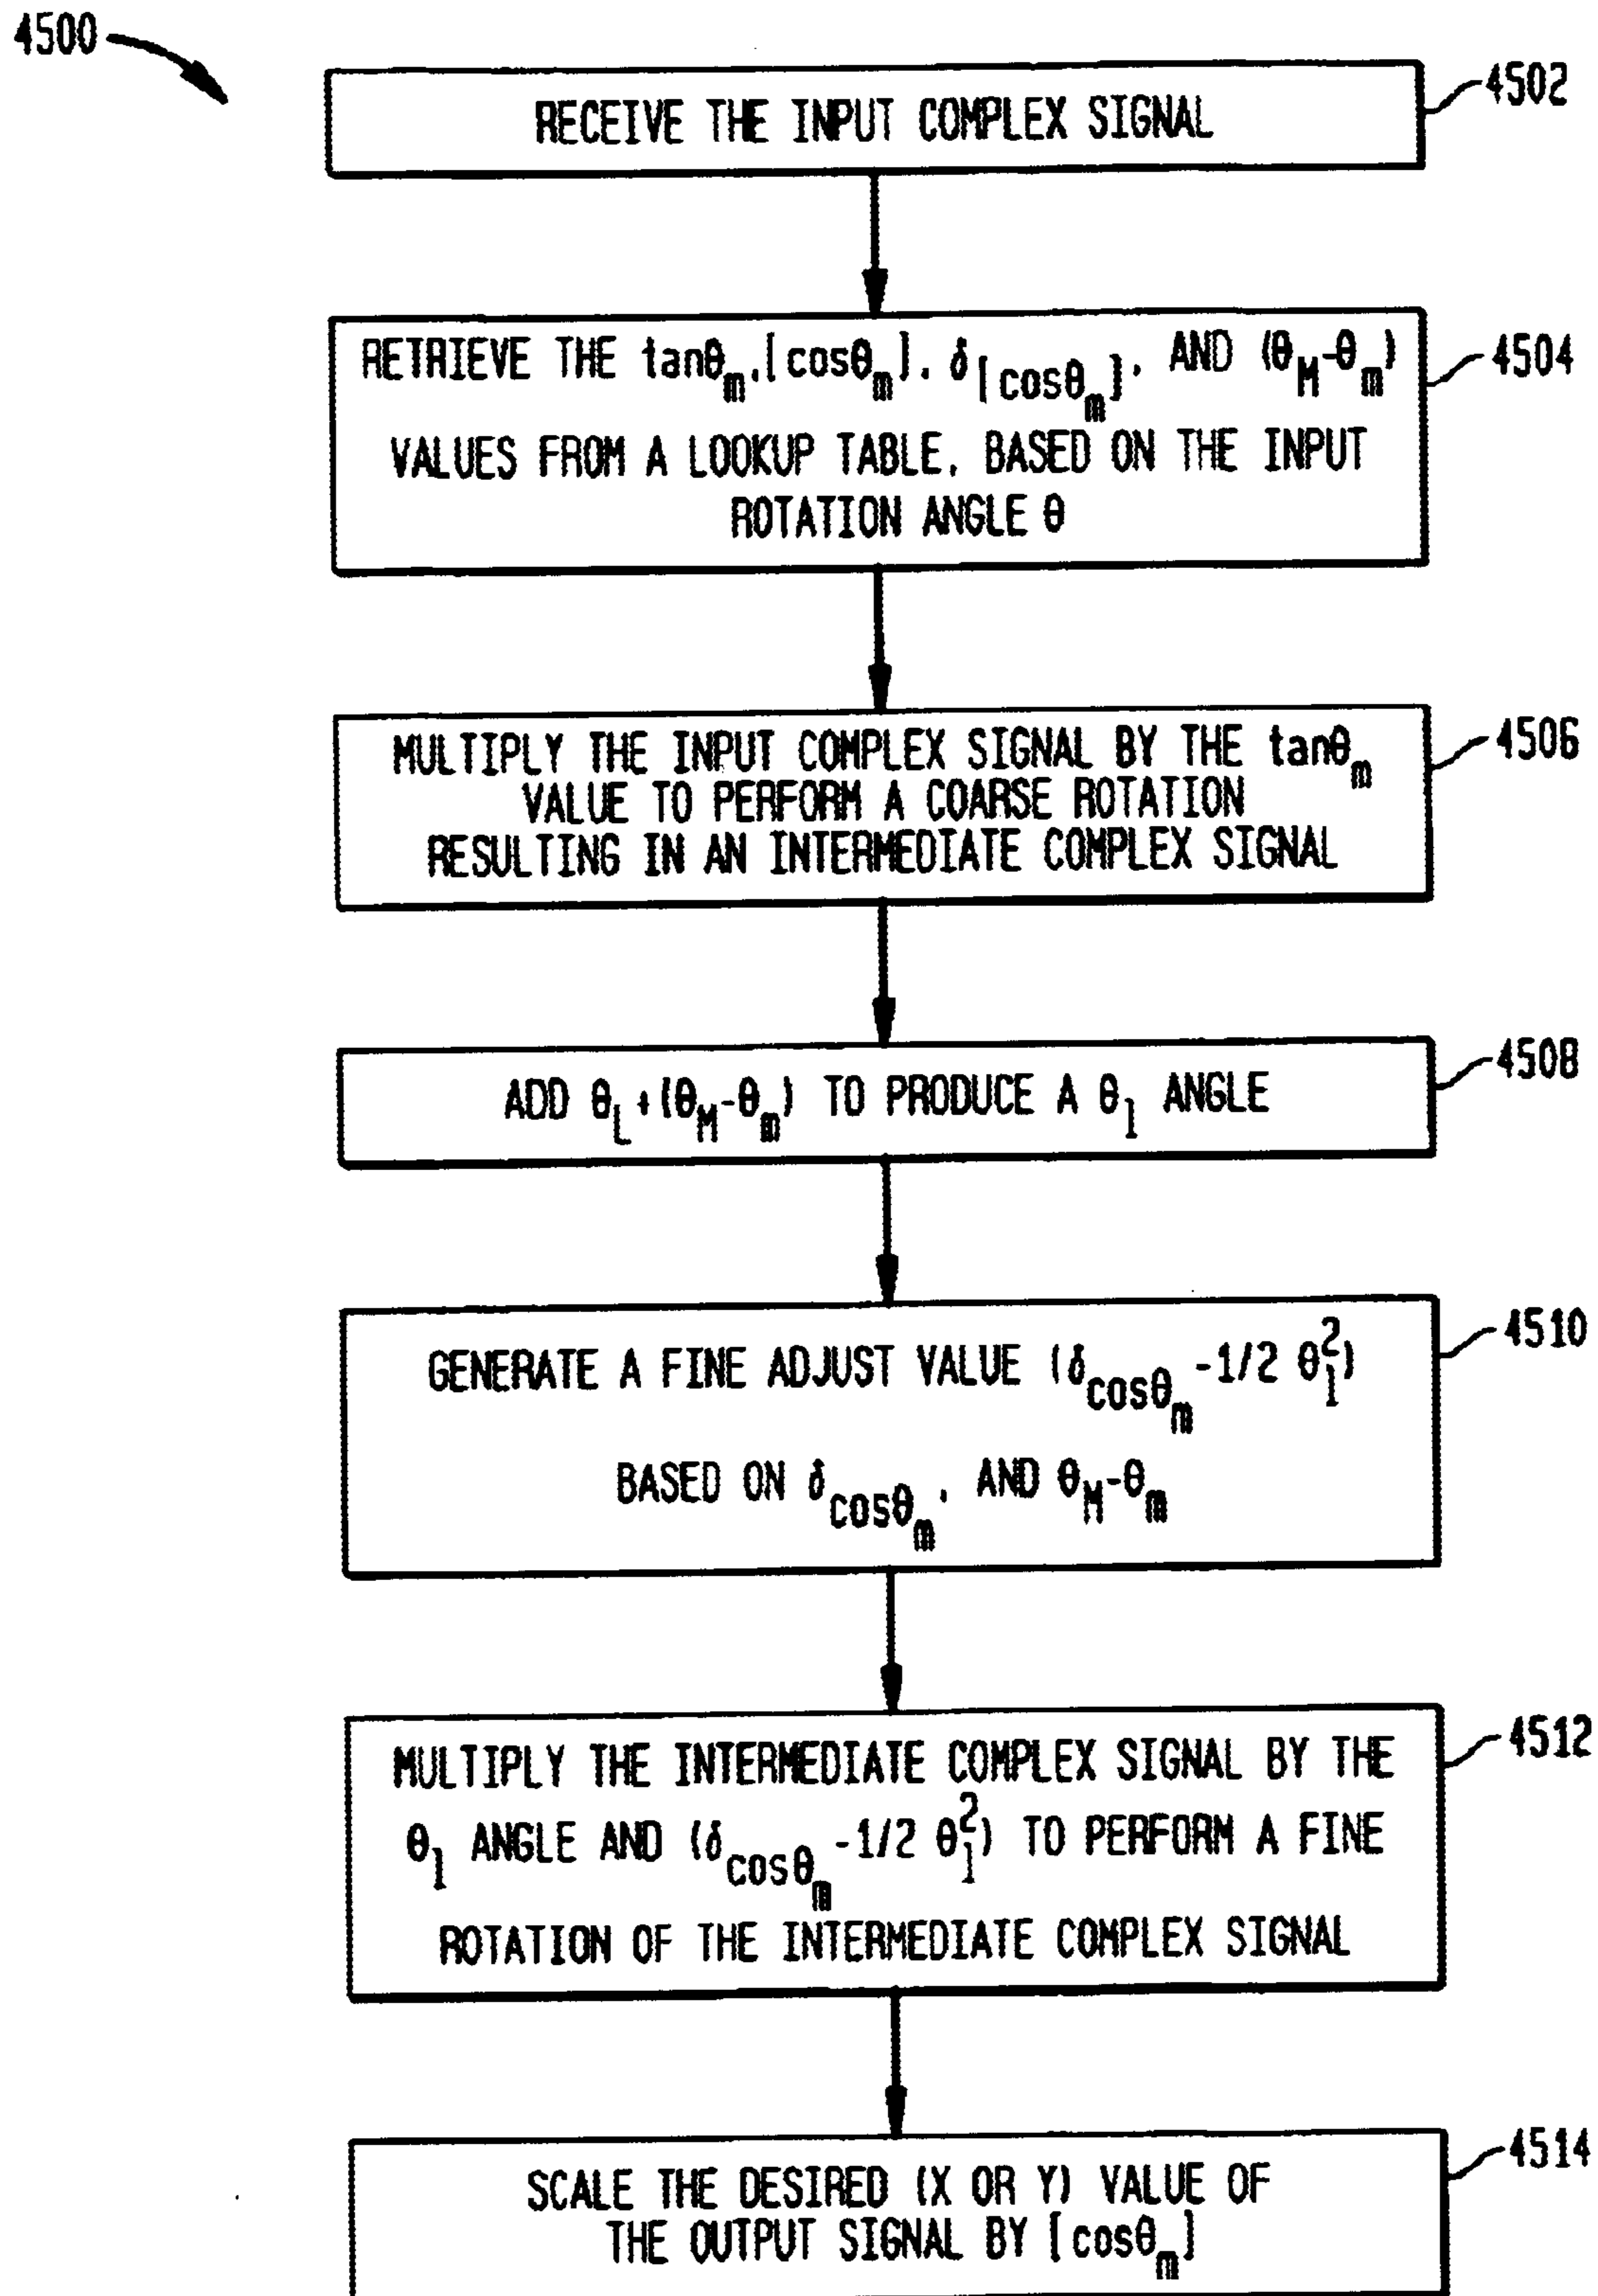 4500
RECEIVE THE INPUT COMPLEX SIGNAL
4502
RETRIEVE THE tanθm, [cosθm], δ[cosθm], AND (θM-θm)
VALUES FROM A LOOKUP TABLE, BASED ON THE INPUT
ROTATION ANGLE θ
4504
MULTIPLY THE INPUT COMPLEX SIGNAL BY THE tanθm
VALUE TO PERFORM A COARSE ROTATION
RESULTING IN AN INTERMEDIATE COMPLEX SIGNAL
4506
ADD θL+(θM-θm) TO PRODUCE A θl ANGLE
4508
GENERATE A FINE ADJUST VALUE (δcosθm-1/2 θl²)
BASED ON δcosθm, AND θM-θm
4510
MULTIPLY THE INTERMEDIATE COMPLEX SIGNAL BY THE
θl ANGLE AND (δcosθm-1/2 θl²) TO PERFORM A FINE
ROTATION OF THE INTERMEDIATE COMPLEX SIGNAL
4512
SCALE THE DESIRED (X OR Y) VALUE OF
THE OUTPUT SIGNAL BY [cosθm]
4514